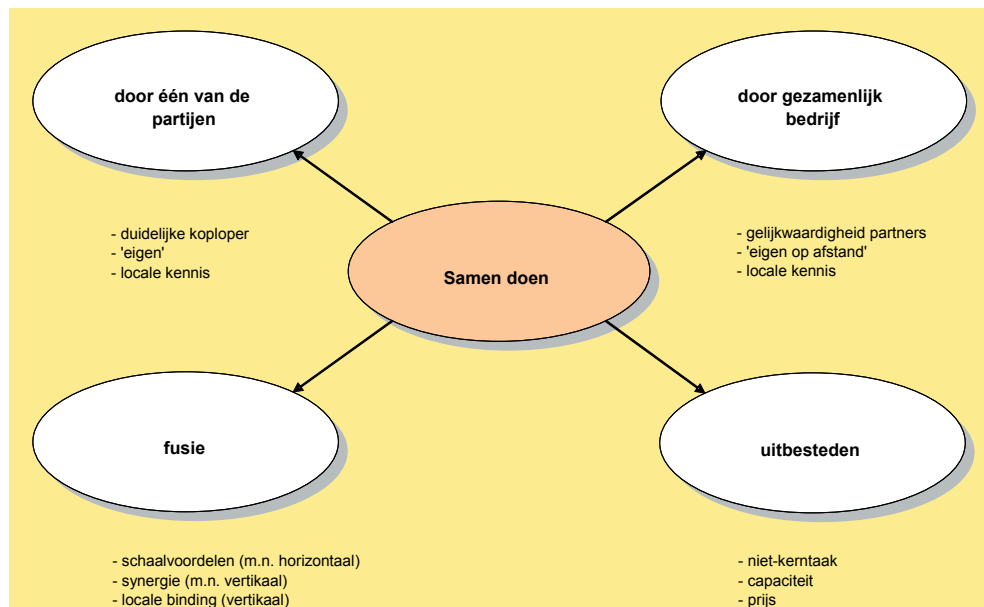 door één van de
partijen
door gezamenlijk
bedrijf
- duidelijke koploper
- 'eigen'
- locale kennis
- gelijkwaardigheid partners
- 'eigen op afstand'
- locale kennis
Samen doen
fusie
uitbesteden
- schaalvoordelen (m.n. horizontaal)
- synergie (m.n. vertikaal)
- locale binding (vertikaal)
- niet-kerntaak
- capaciteit
- prijs